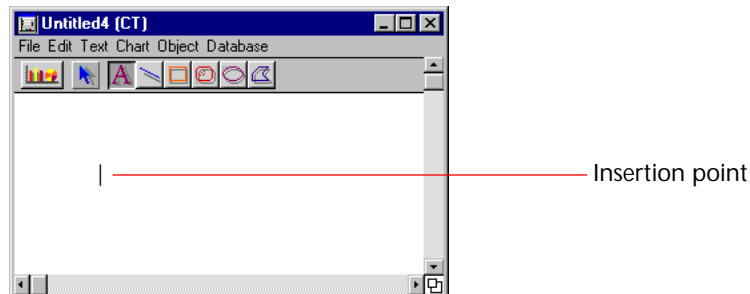 Untitled4 (CT)
File Edit Text Chart Object Database
A
Insertion point